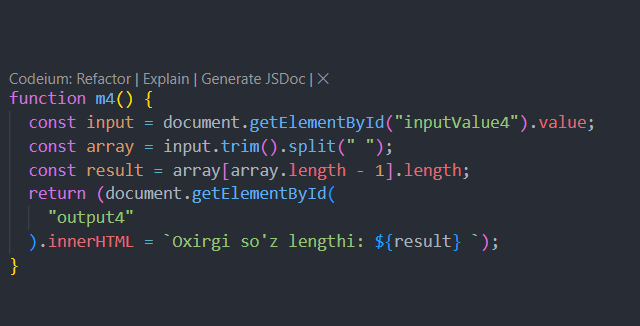 Codeium: Refactor | Explain | Generate JSDoc | ×
function m4() {
const input = document.getElementById("inputValue4").value;
const array = input.trim().split(" ");
const result = array[array.length - 1].length;
return (document.getElementById(
"output4"
).innerHTML = `Oxirgi so'z lengthi: ${result} `);
}